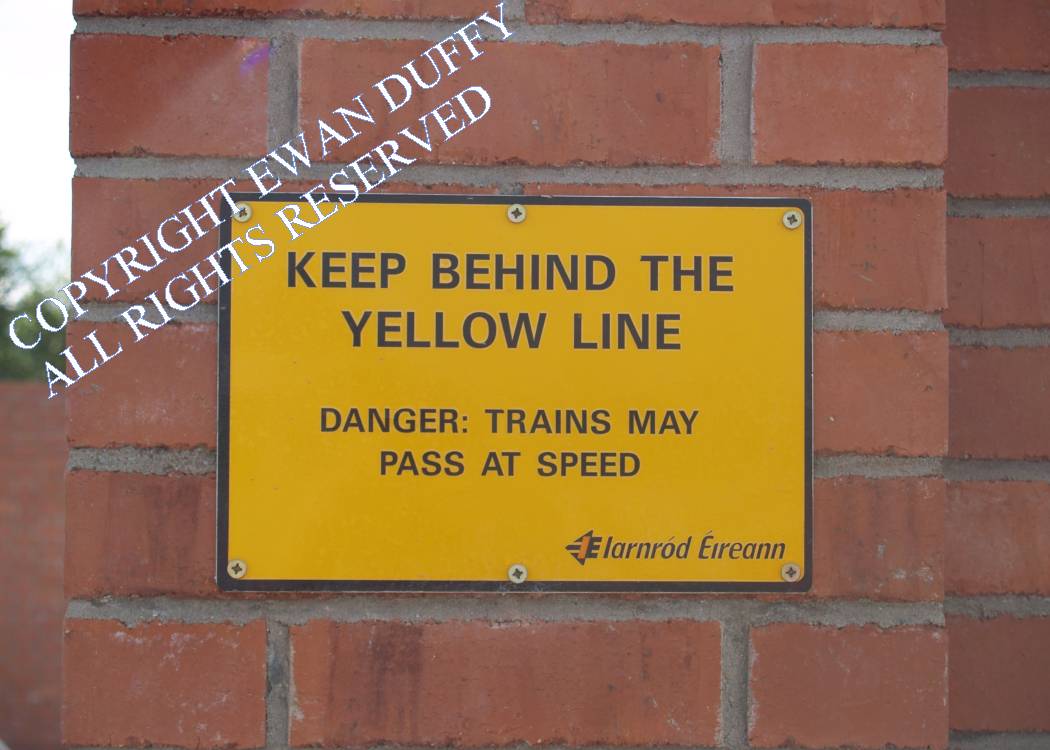 COPYRIGHT EWAN DUFFY
ALL RIGHTS RESERVED
KEEP BEHIND THE
YELLOW LINE
DANGER: TRAINS MAY
PASS AT SPEED
IE Iarnród Éireann